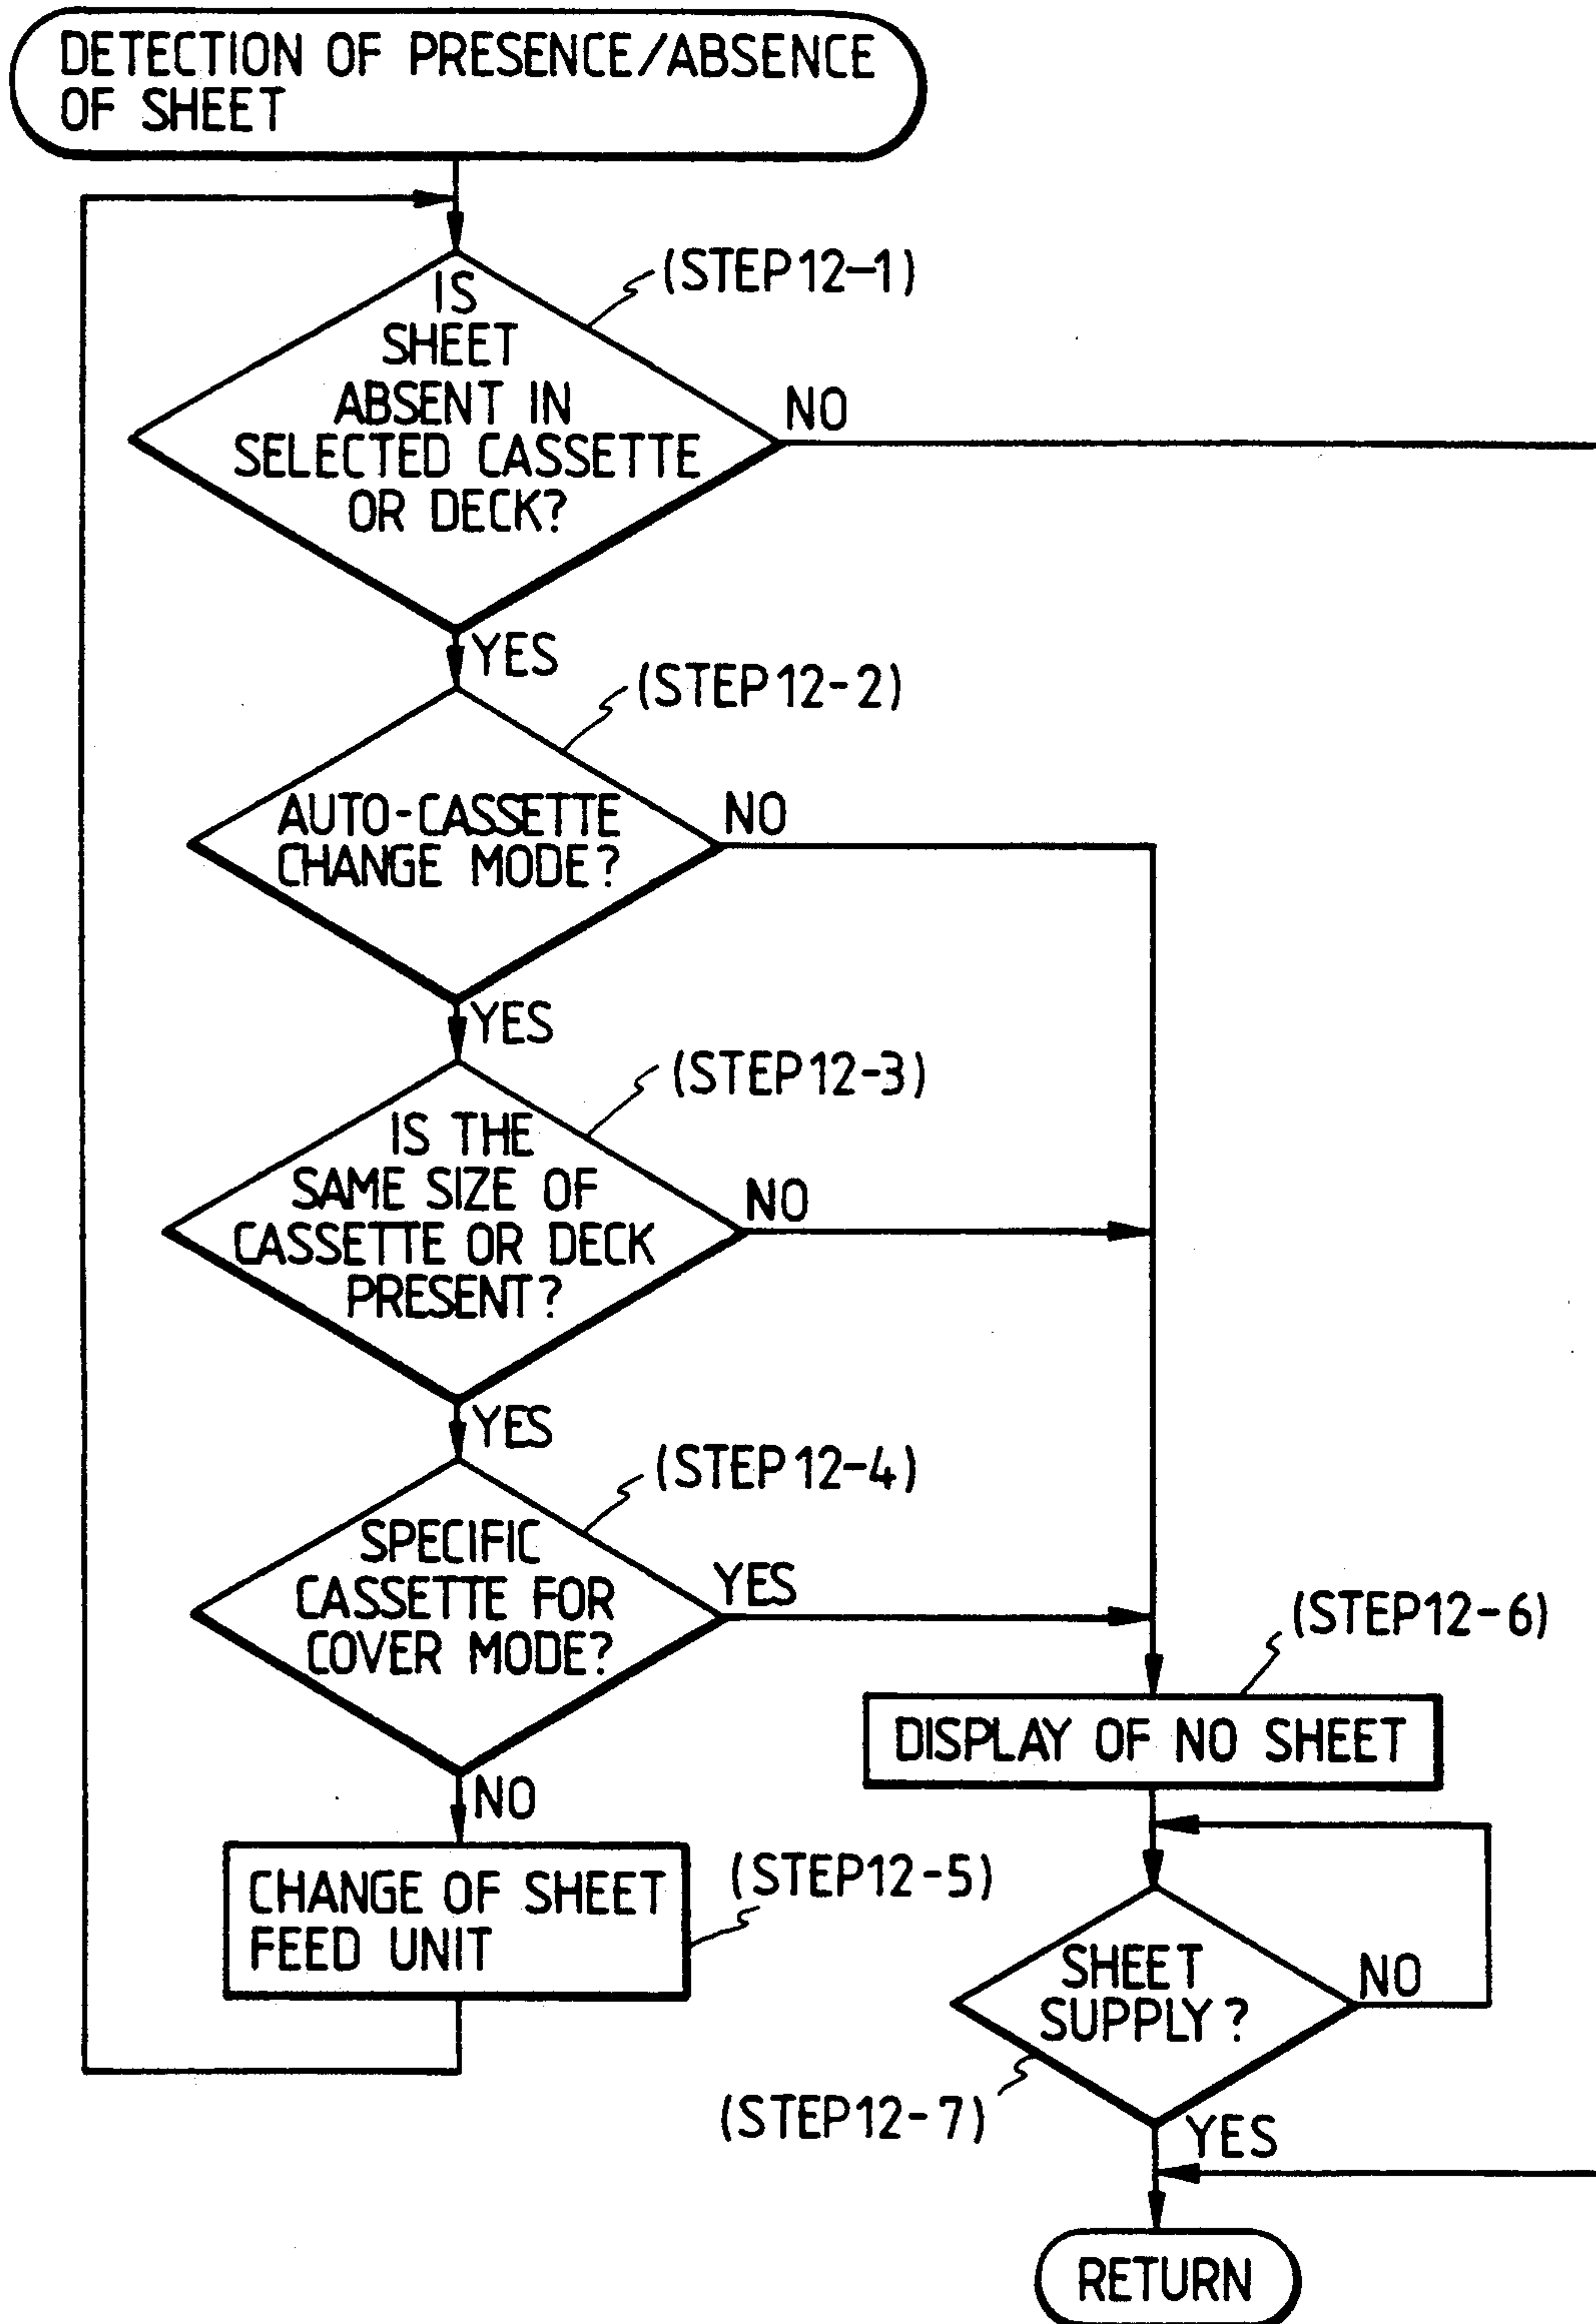 DETECTION OF PRESENCE/ABSENCE
OF SHEET
(STEP12-1)
IS
SHEET
ABSENT IN
SELECTED CASSETTE
OR DECK?
NO
YES
(STEP12-2)
AUTO-CASSETTE
CHANGE MODE?
NO
YES
(STEP12-3)
IS THE
SAME SIZE OF
CASSETTE OR DECK
PRESENT?
NO
YES
(STEP12-4)
SPECIFIC
CASSETTE FOR
COVER MODE?
YES
NO
CHANGE OF SHEET
FEED UNIT
(STEP12-5)
(STEP12-6)
DISPLAY OF NO SHEET
SHEET
SUPPLY?
NO
(STEP12-7)
YES
RETURN